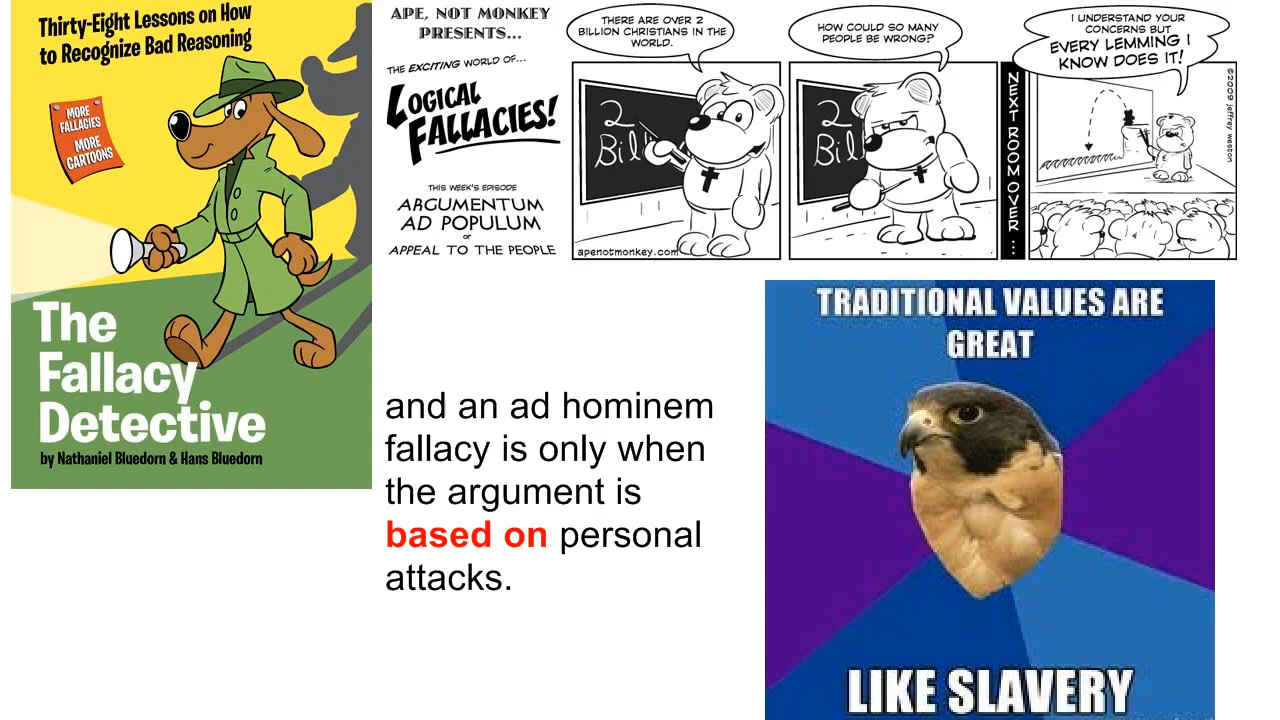 Thirty-Eight Lessons on How
to Recognize Bad Reasoning
MORE
FALLACIES
MORE
CARTOONS
The
Fallacy
Detective
by Nathaniel Bluedorn & Hans Bluedorn
APE, NOT MONKEY
PRESENTS...
THE EXCITING WORLD OF...
LOGICAL
FALLACIES!
THIS WEEK'S EPISODE
ARGUMENTUM
AD POPULUM
or
APPEAL TO THE PEOPLE
THERE ARE OVER 2
BILLION CHRISTIANS IN THE
WORLD.
2
Bil
apenotmonkey.com
HOW COULD SO MANY
PEOPLE BE WRONG?
2
Bil
NEXT ROOM OVER...
I UNDERSTAND YOUR
CONCERNS BUT
EVERY LEMMING I
KNOW DOES IT!
©2009 jeffrey weston
and an ad hominem
fallacy is only when
the argument is
based on personal
attacks.
TRADITIONAL VALUES ARE
GREAT
LIKE SLAVERY